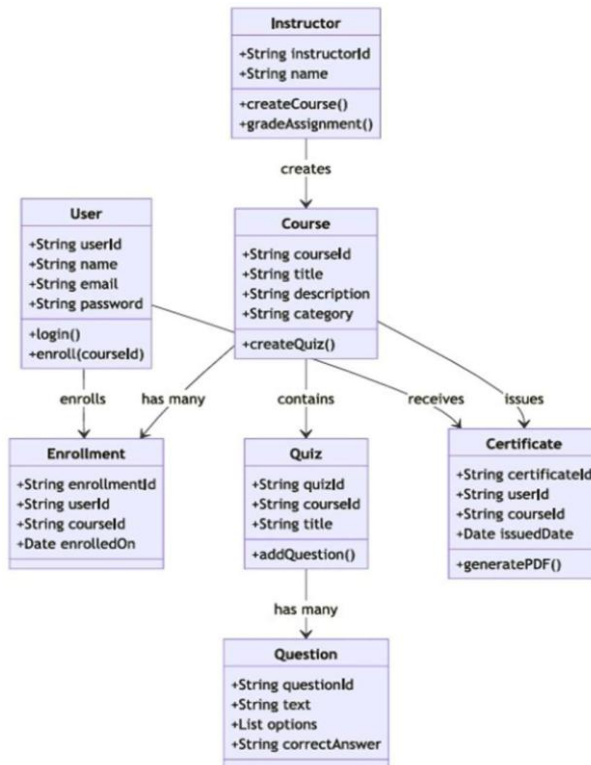 Instructor
+String instructorId
+String name
+createCourse()
+gradeAssignment()
creates
User
+String userId
+String name
+String email
+String password
+login()
+enroll(courseId)
Course
+String courseId
+String title
+String description
+String category
+createQuiz()
enrolls
has many
contains
receives
issues
Enrollment
+String enrollmentId
+String userId
+String courseId
+Date enrolledOn
Quiz
+String quizId
+String courseId
+String title
+addQuestion()
Certificate
+String certificateId
+String userId
+String courseId
+Date issuedDate
+generatePDF()
has many
Question
+String questionId
+String text
+List options
+String correctAnswer